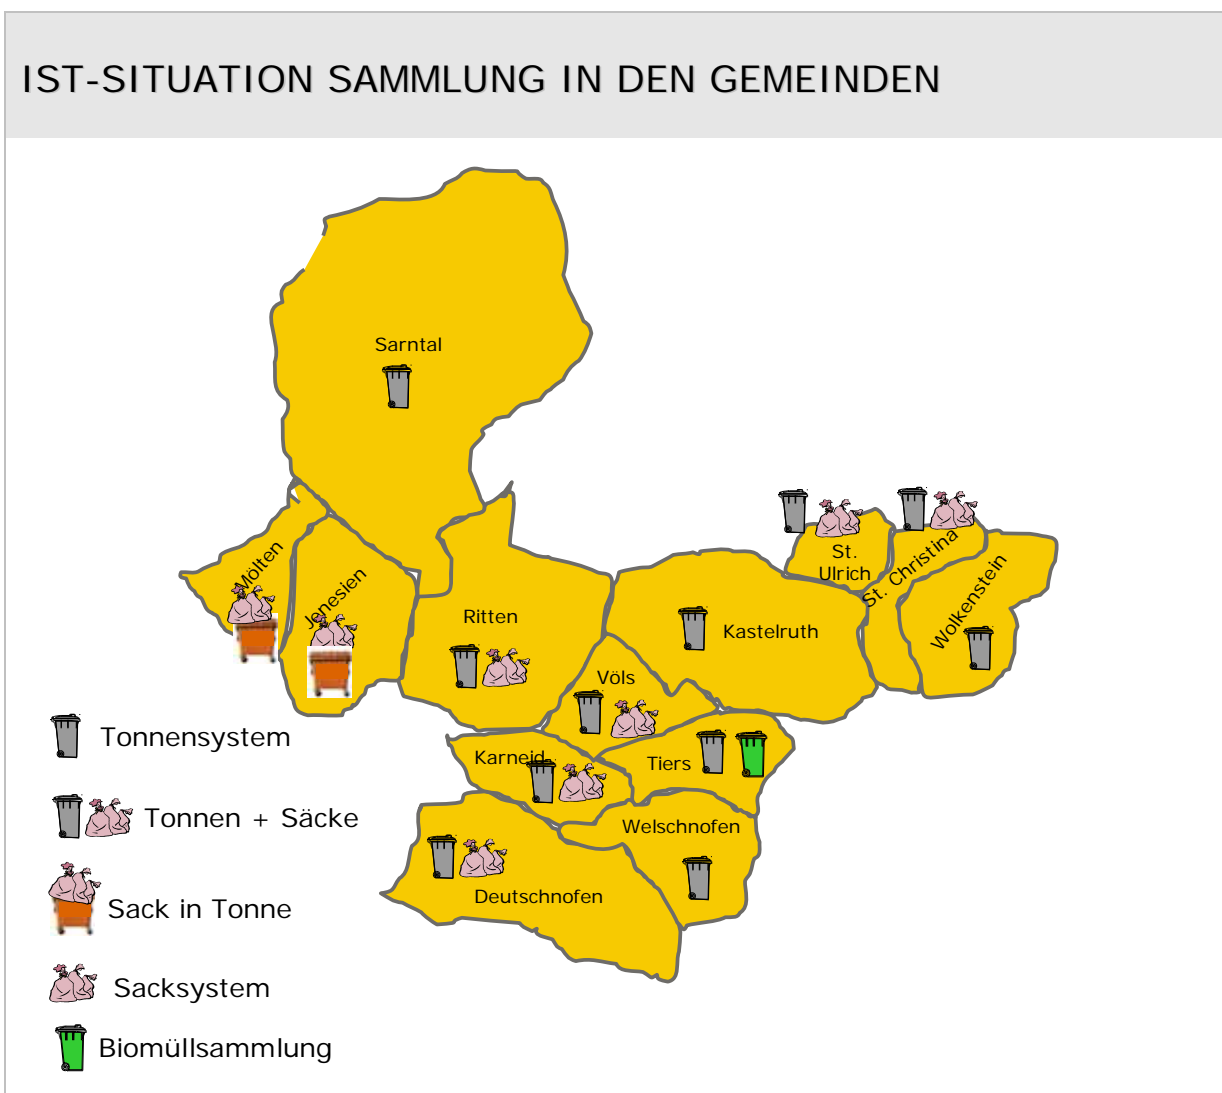 IST-SITUATION SAMMLUNG IN DEN GEMEINDEN
Sarntal
Mölten
Jenesien
Ritten
Kastelruth
St.
Ulrich
St. Christina
Wolkenstein
Völs
Karneid
Tiers
Welschnofen
Deutschnofen
Tonnensystem
Tonnen + Säcke
Sack in Tonne
Sacksystem
Biomüllsammlung